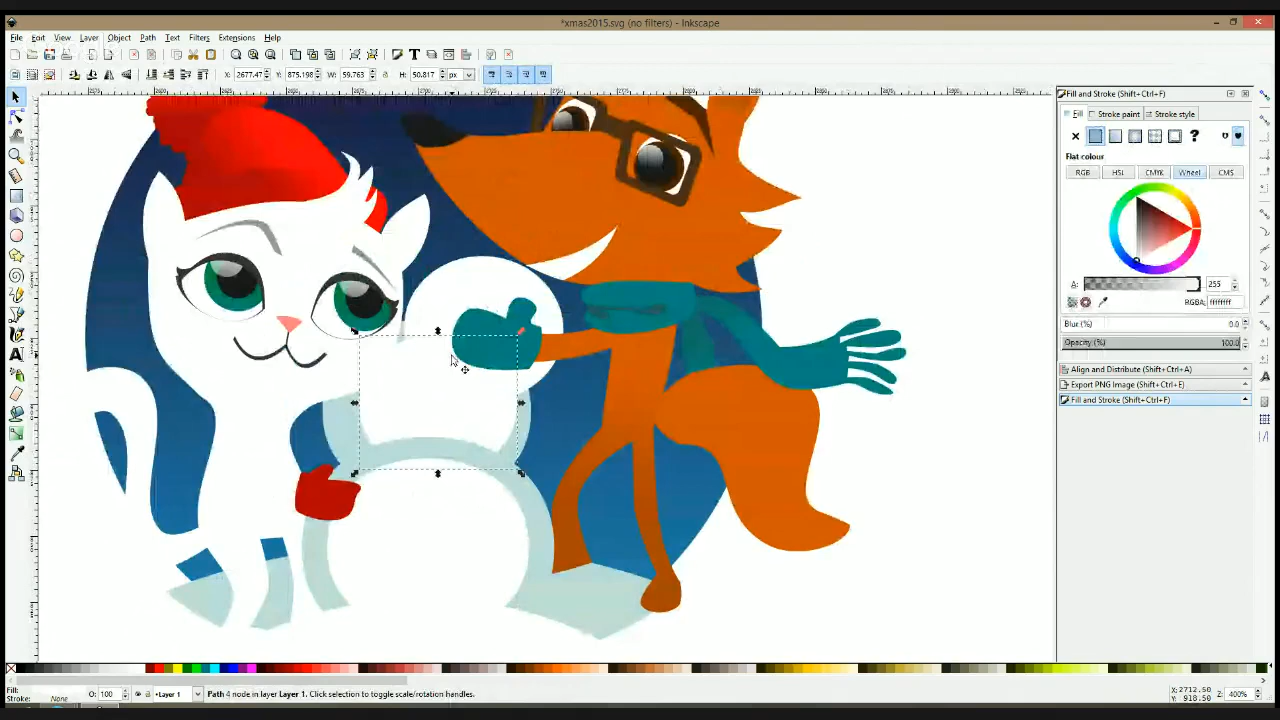 *xmas2015.svg (no filters) - Inkscape
File Edit View Layer Object Path Text Filters Extensions Help
X: 2677.47 Y: 875.198 W: 59.763 H: 50.817 px
Fill and Stroke (Shift+Ctrl+F)
Fill Stroke paint Stroke style
Flat colour
RGB HSL CMYK Wheel CMS
A: 255
RGBA: ffffffff
Blur (%) 0.0
Opacity (%) 100.0
Align and Distribute (Shift+Ctrl+A)
Export PNG Image (Shift+Ctrl+E)
Fill and Stroke (Shift+Ctrl+F)
Fill: O: 100 Layer 1 Path 4 node in layer Layer 1. Click selection to toggle scale/rotation handles. X: 2712.50 Z: 400%
Stroke: None Y: 918.50